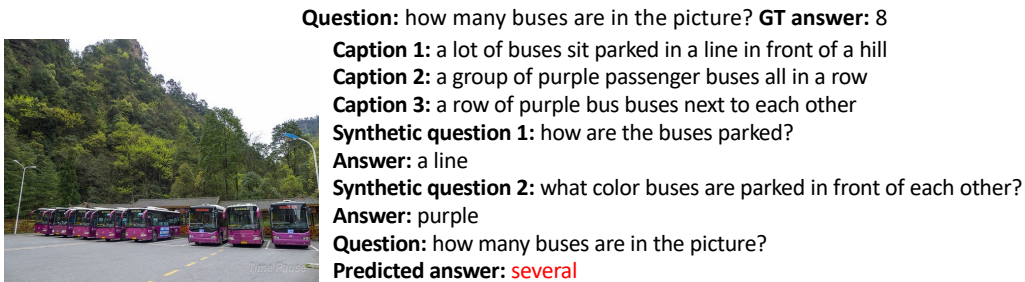 Question: how many buses are in the picture? GT answer: 8
Caption 1: a lot of buses sit parked in a line in front of a hill
Caption 2: a group of purple passenger buses all in a row
Caption 3: a row of purple bus buses next to each other
Synthetic question 1: how are the buses parked?
Answer: a line
Synthetic question 2: what color buses are parked in front of each other?
Answer: purple
Question: how many buses are in the picture?
Predicted answer: several
Time Pause